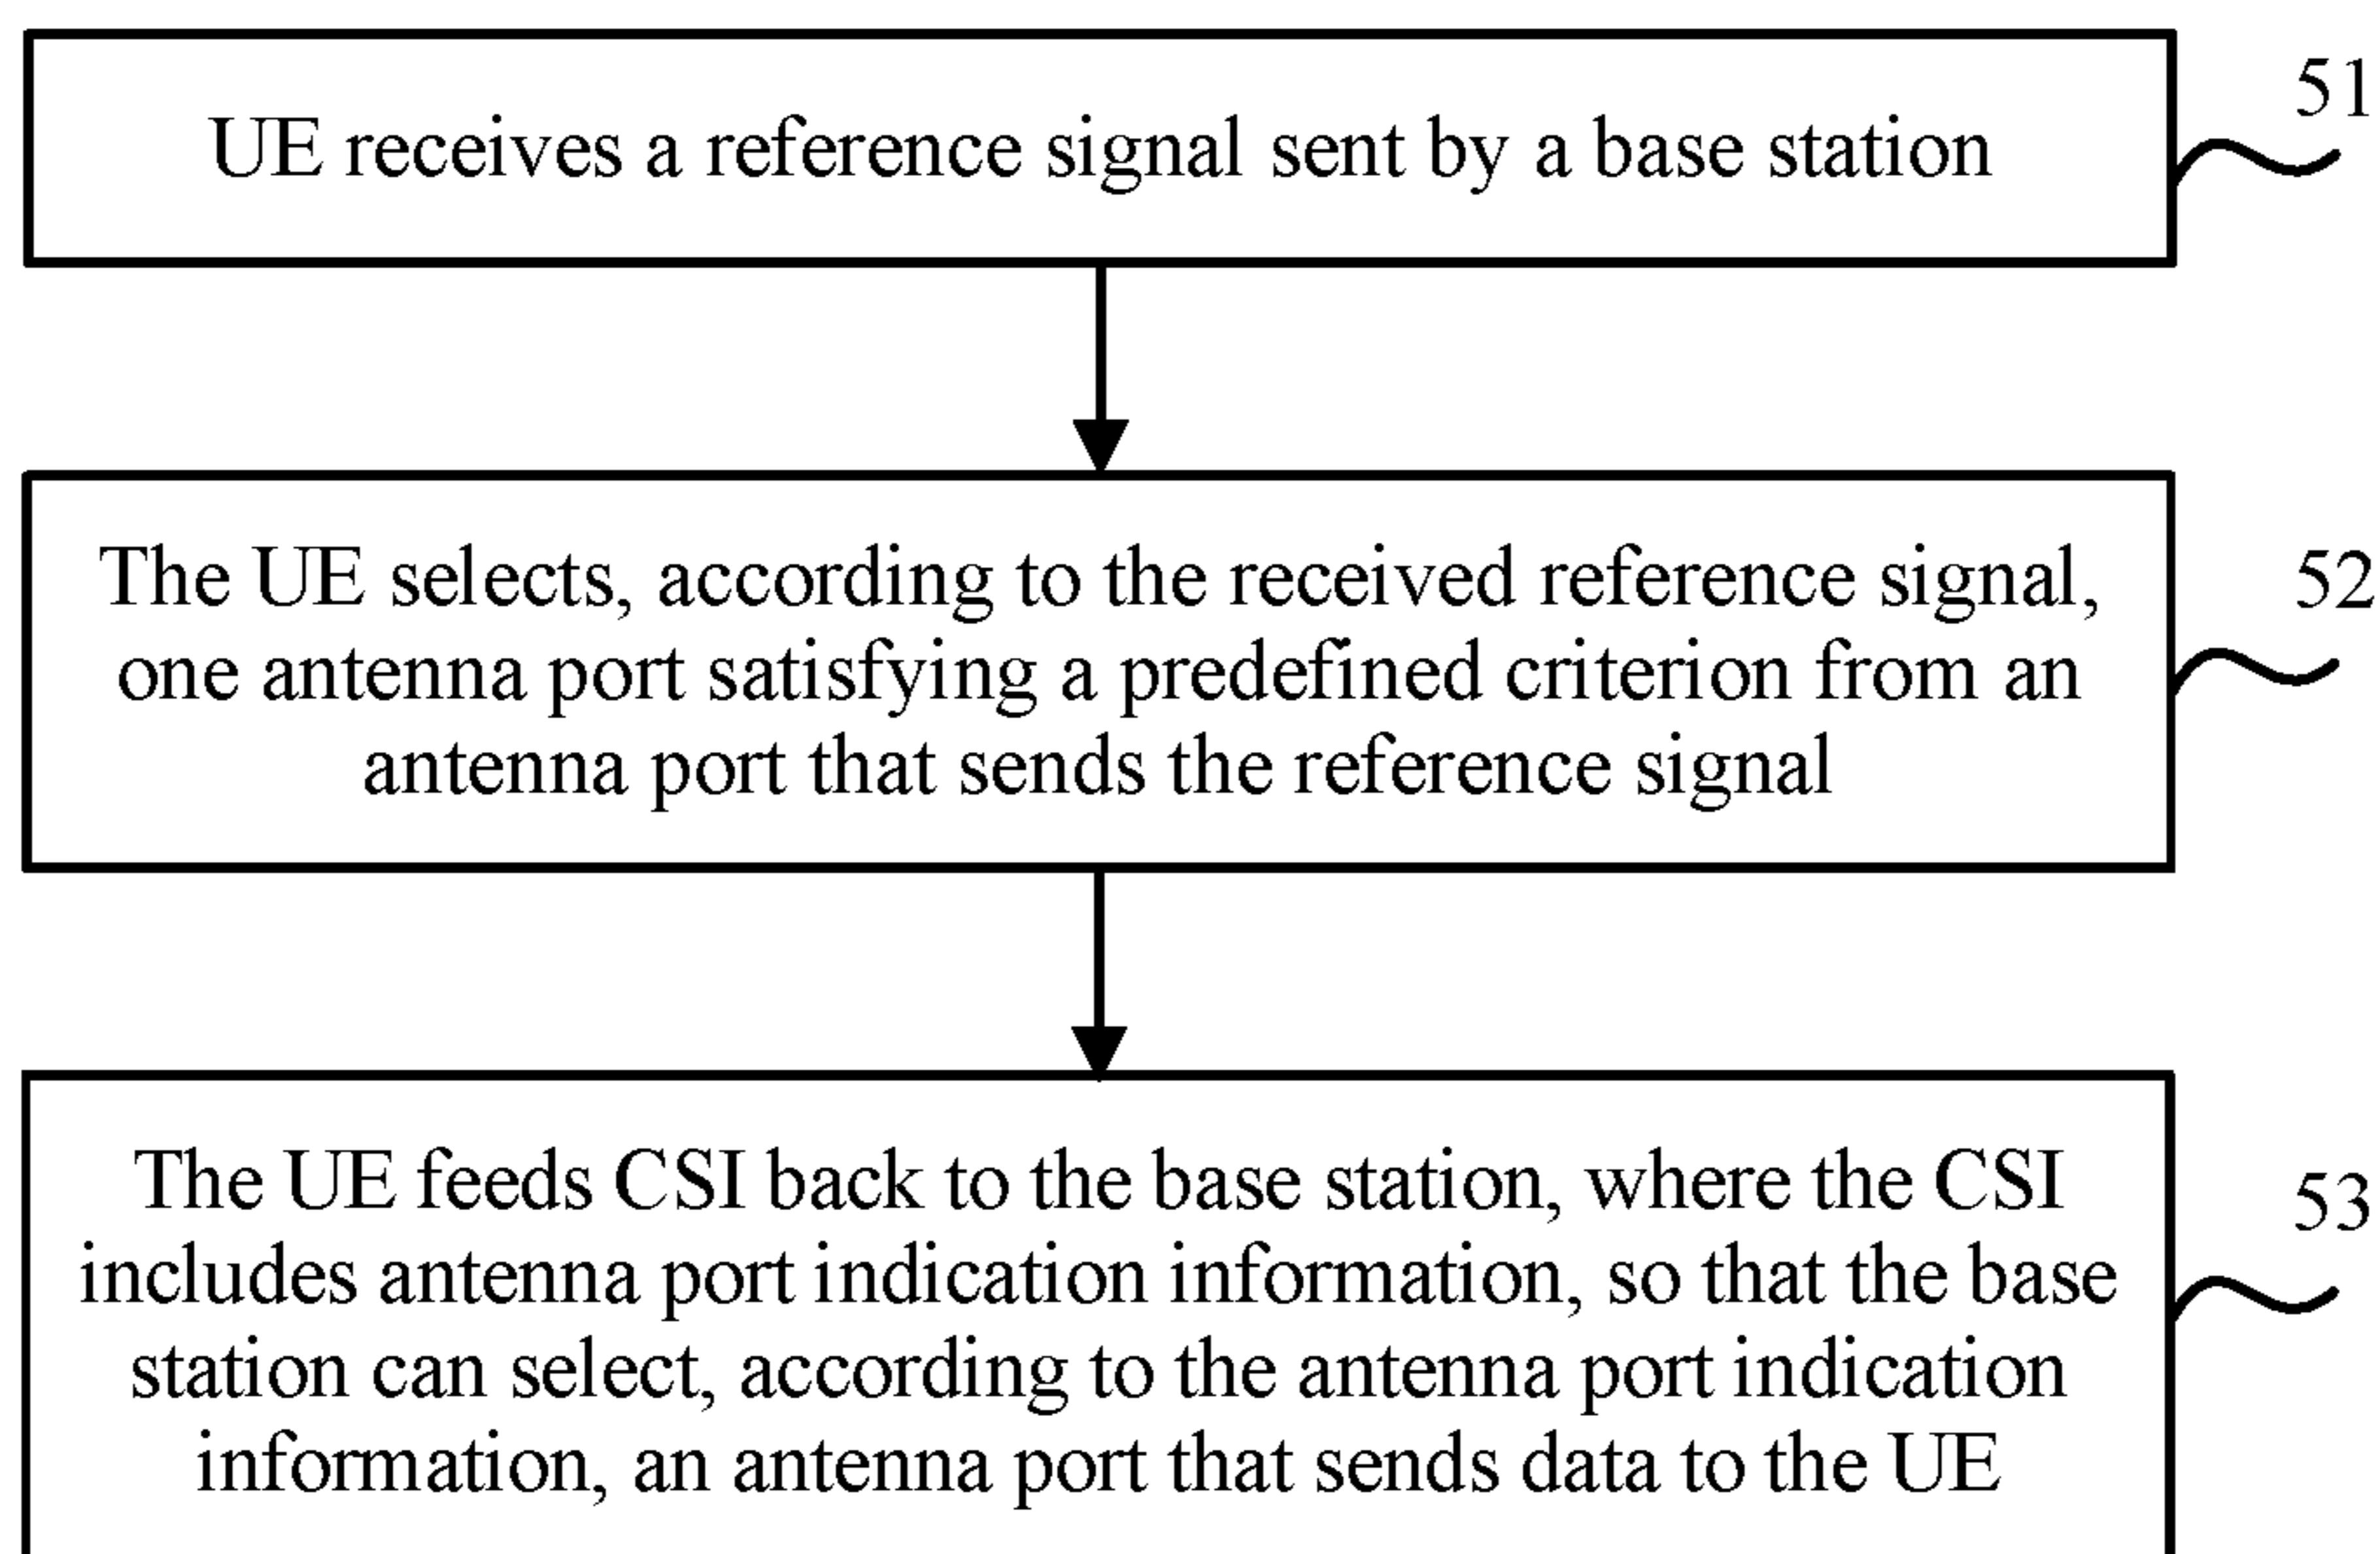 UE receives a reference signal sent by a base station
51
The UE selects, according to the received reference signal,
one antenna port satisfying a predefined criterion from an
antenna port that sends the reference signal
52
The UE feeds CSI back to the base station, where the CSI
includes antenna port indication information, so that the base
station can select, according to the antenna port indication
information, an antenna port that sends data to the UE
53